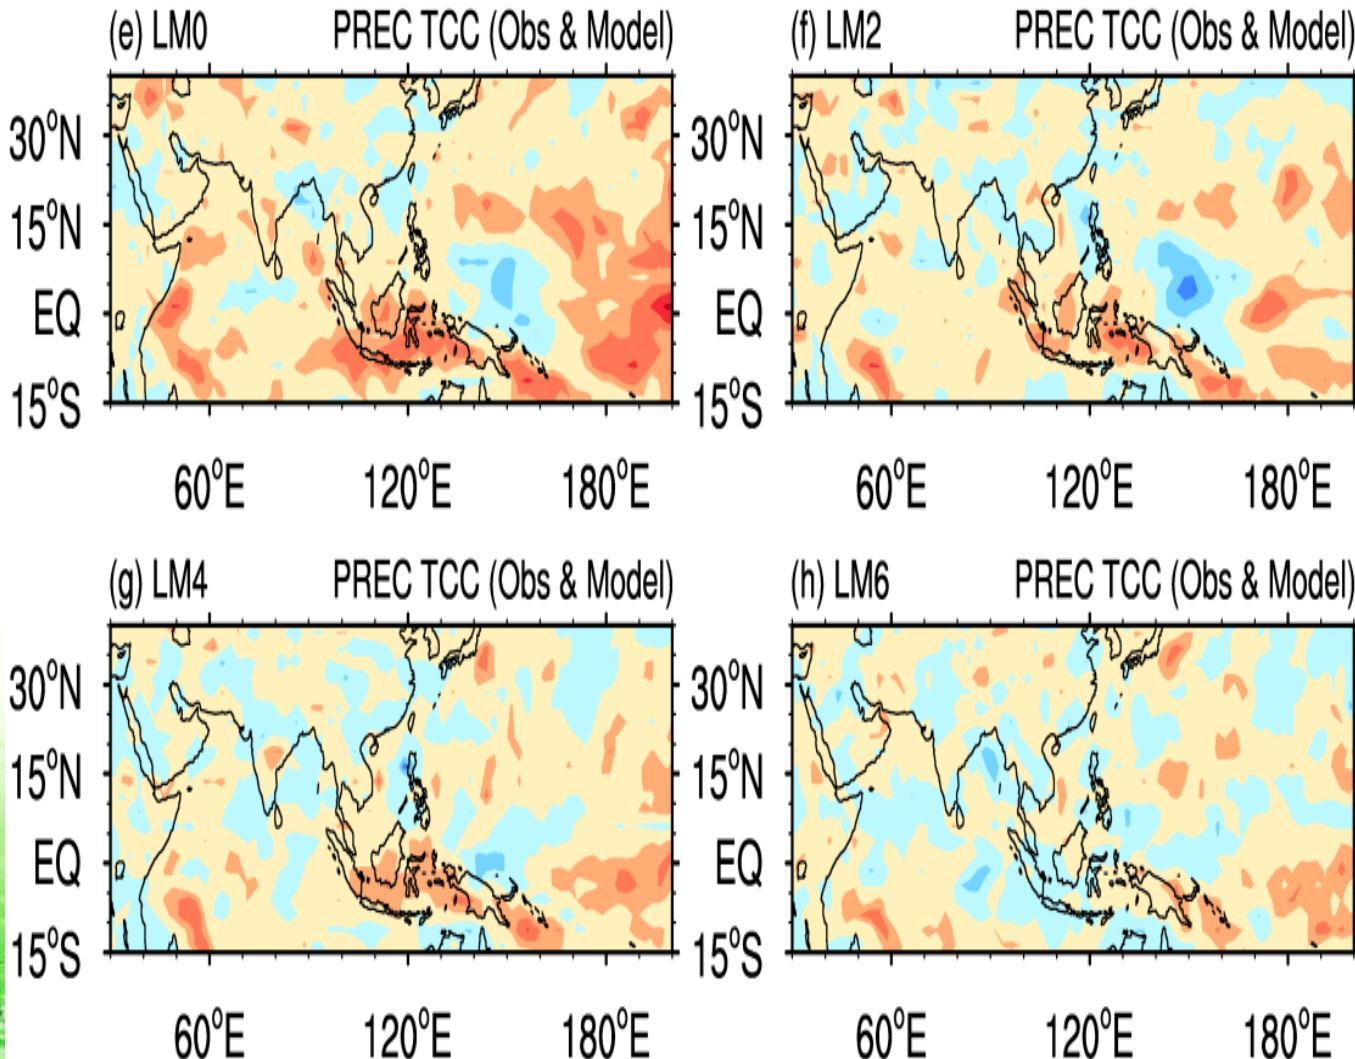 (e) LM0 PREC TCC (Obs & Model)
(f) LM2 PREC TCC (Obs & Model)
30°N
15°N
EQ
15°S
60°E 120°E 180°E
30°N
15°N
EQ
15°S
60°E 120°E 180°E
(g) LM4 PREC TCC (Obs & Model)
(h) LM6 PREC TCC (Obs & Model)
30°N
15°N
EQ
15°S
60°E 120°E 180°E
30°N
15°N
EQ
15°S
60°E 120°E 180°E